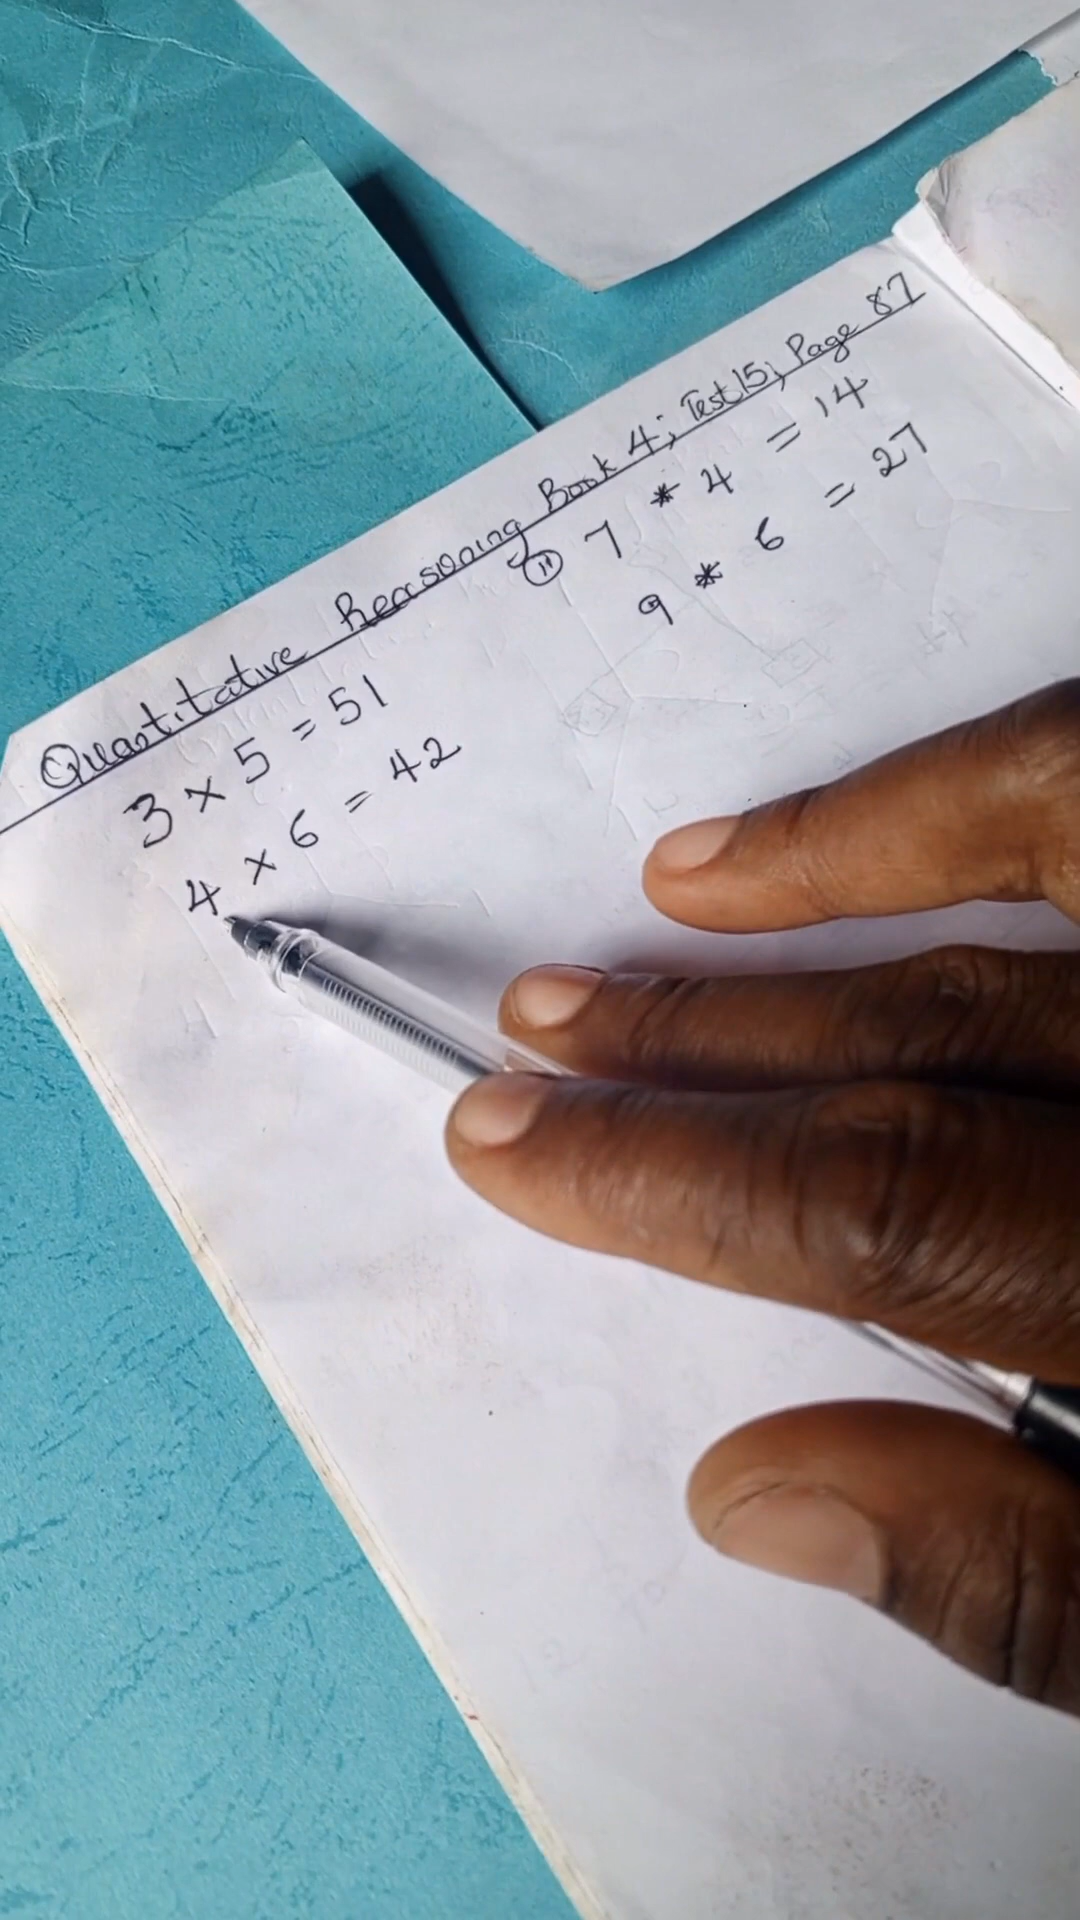 Quantitative Reasoning Book 4; Test 15; Page 87
3 × 5 = 51
4 × 6 = 42
11 7 * 4 = 14
9 * 6 = 27